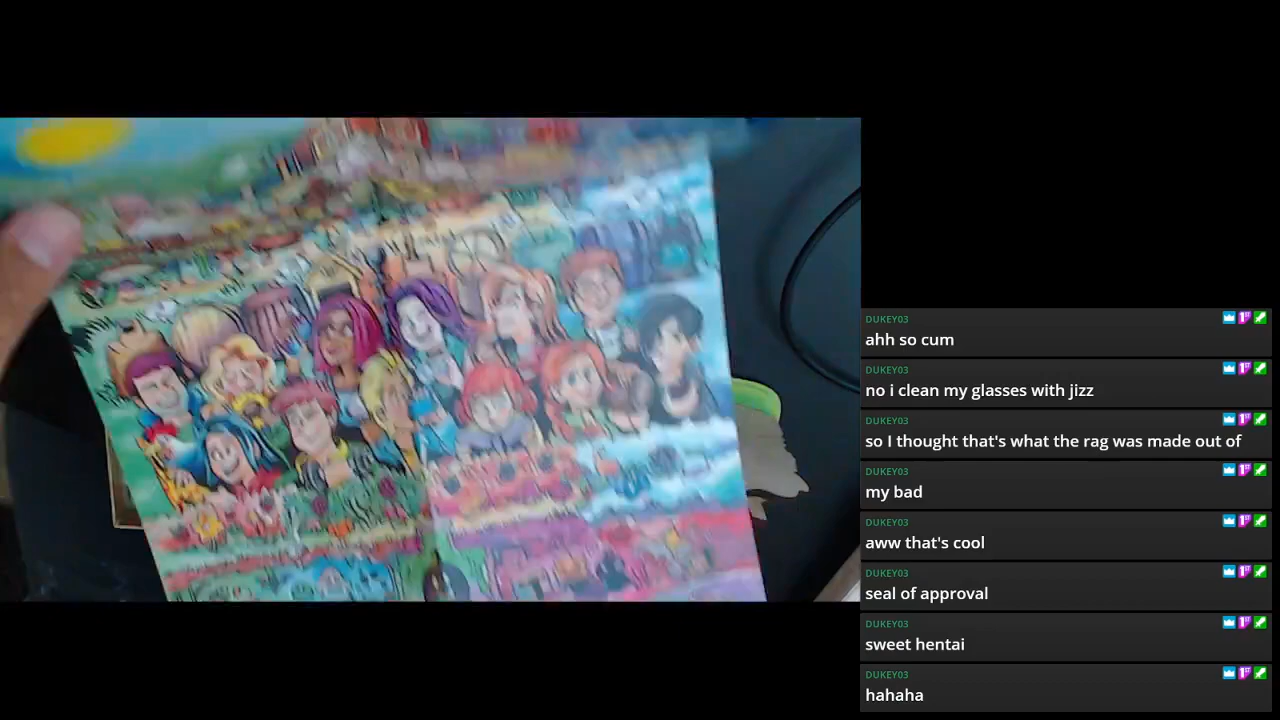 DUKEY03
ahh so cum
DUKEY03
no i clean my glasses with jizz
DUKEY03
so I thought that's what the rag was made out of
DUKEY03
my bad
DUKEY03
aww that's cool
DUKEY03
seal of approval
DUKEY03
sweet hentai
DUKEY03
hahaha